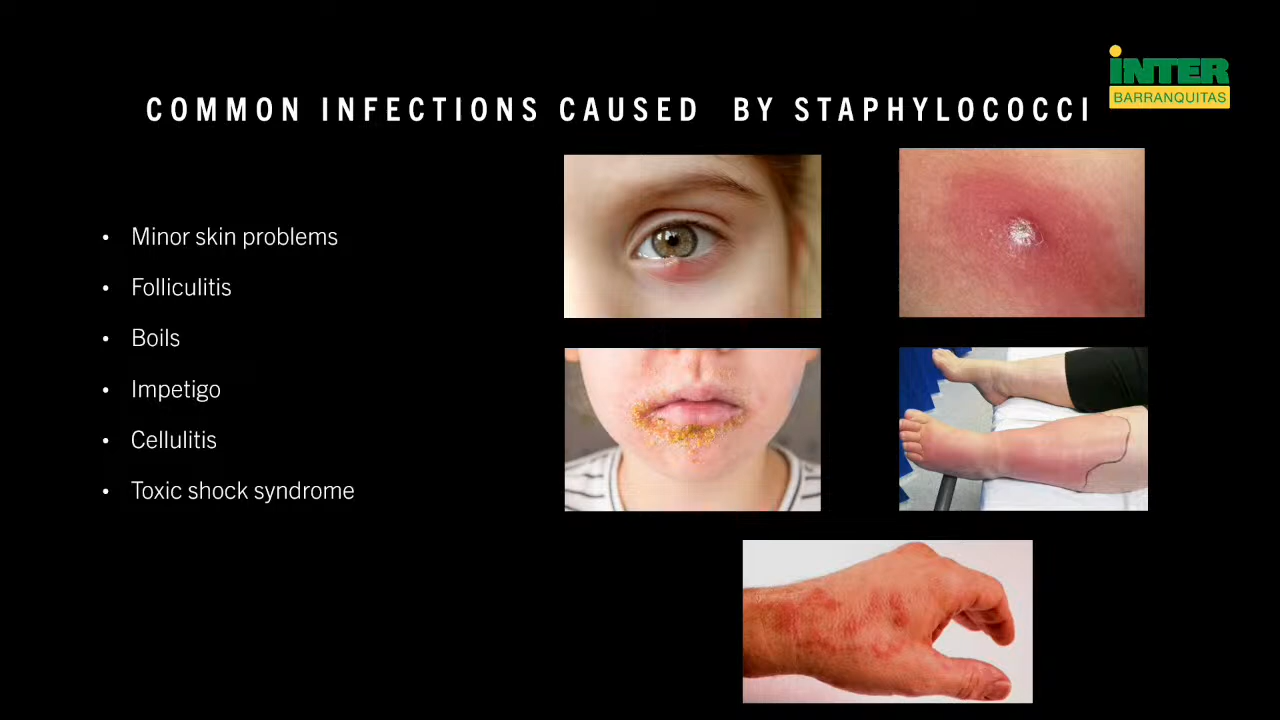 INTER
BARRANQUITAS
COMMON INFECTIONS CAUSED BY STAPHYLOCOCCI
• Minor skin problems
• Folliculitis
• Boils
• Impetigo
• Cellulitis
• Toxic shock syndrome